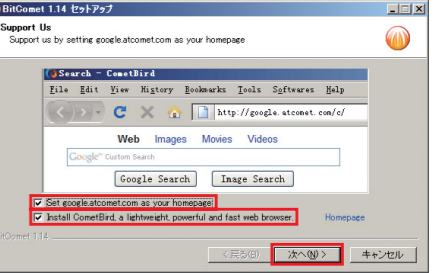 BitComet 1.14 セットアップ
Support Us
Support us by setting google.atcomet.com as your homepage
Search - CometBird
File Edit View History Bookmarks Tools Softwares Help
http://google.atcomet.com/c/
Web Images Movies Videos
Google™ Custom Search
Google Search Image Search
Set google.atcomet.com as your homepage!
Install CometBird, a lightweight, powerful and fast web browser. Homepage
BitComet 1.14
< 戻る(B) 次へ(N) > キャンセル